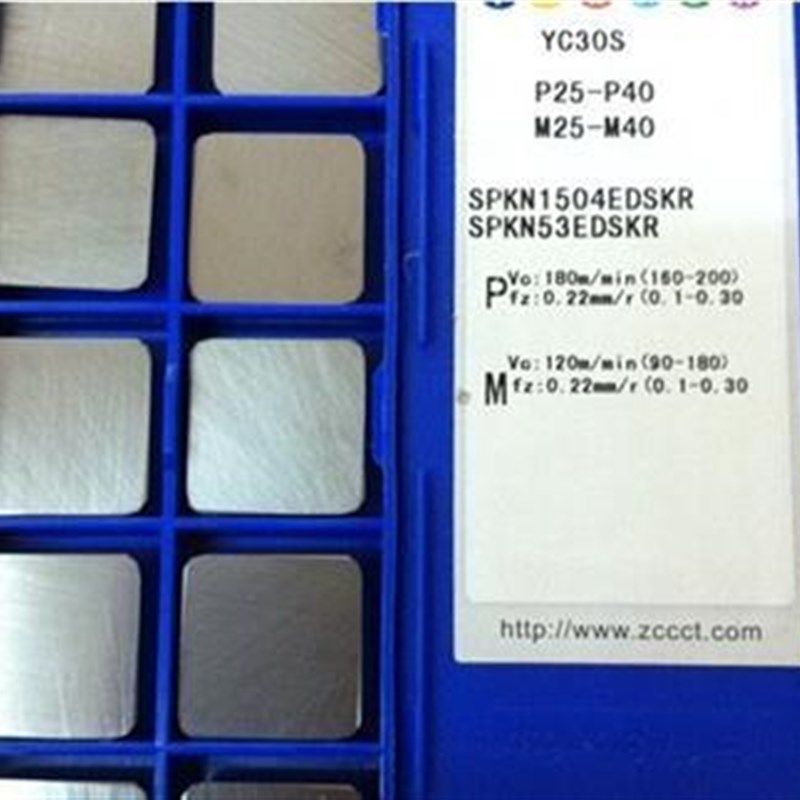 YC30S
P25-P40
M25-M40
SPKN1504EDSKR
SPKN53EDSKR
P Vc:180m/min(160-200)
fz:0.22mm/r(0.1-0.30
M Vc:120m/min(90-180)
fz:0.22mm/r(0.1-0.30
http://www.zccct.com